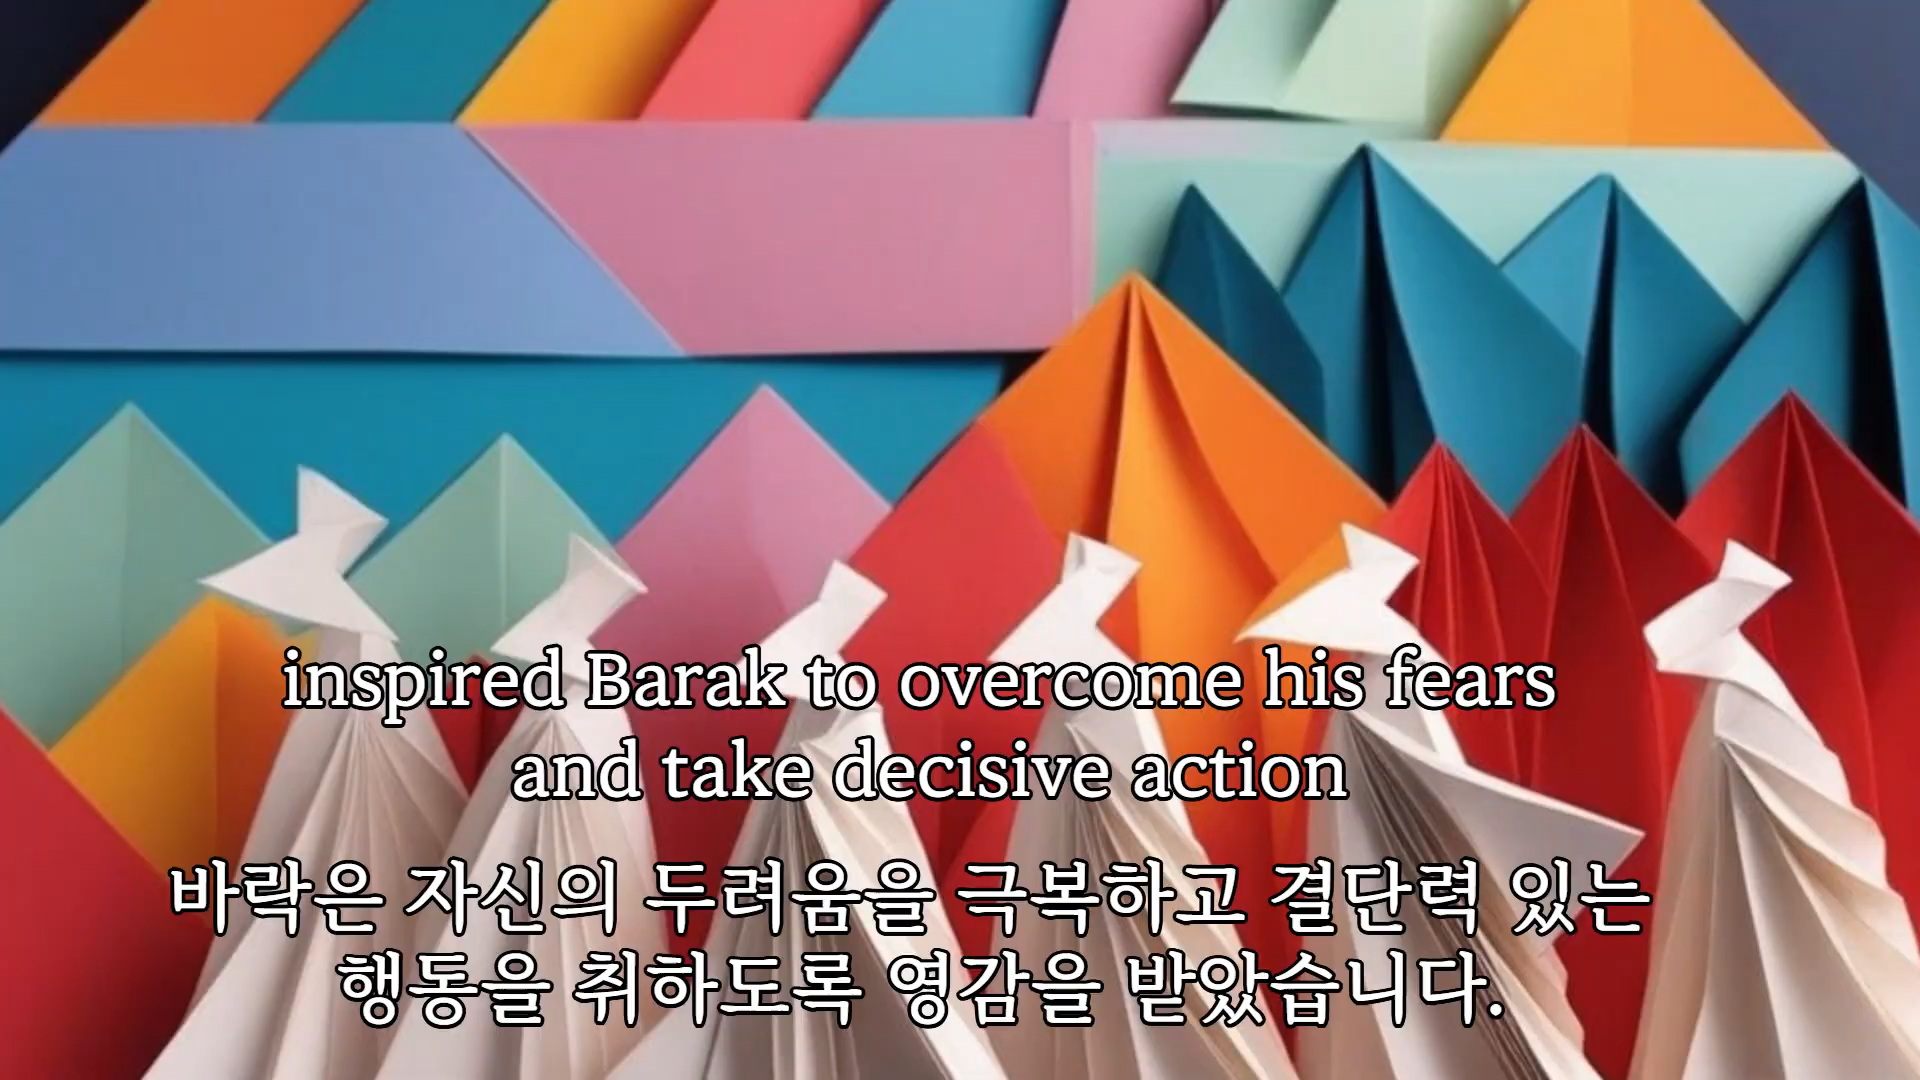 inspired Barak to overcome his fears
and take decisive action
바락은 자신의 두려움을 극복하고 결단력 있는
행동을 취하도록 영감을 받았습니다.